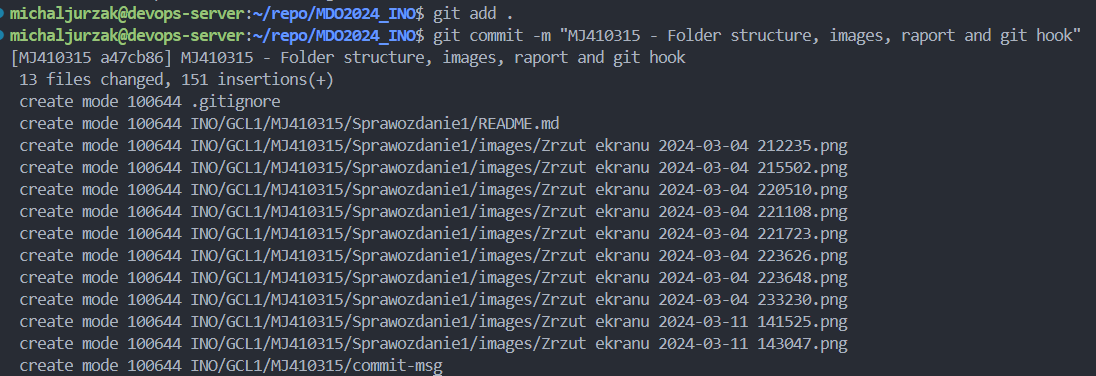 michaljurzak@devops-server:~/repo/MDO2024_INO$ git add .
michaljurzak@devops-server:~/repo/MDO2024_INO$ git commit -m "MJ410315 - Folder structure, images, raport and git hook"
[MJ410315 a47cb86] MJ410315 - Folder structure, images, raport and git hook
 13 files changed, 151 insertions(+)
 create mode 100644 .gitignore
 create mode 100644 INO/GCL1/MJ410315/Sprawozdanie1/README.md
 create mode 100644 INO/GCL1/MJ410315/Sprawozdanie1/images/Zrzut ekranu 2024-03-04 212235.png
 create mode 100644 INO/GCL1/MJ410315/Sprawozdanie1/images/Zrzut ekranu 2024-03-04 215502.png
 create mode 100644 INO/GCL1/MJ410315/Sprawozdanie1/images/Zrzut ekranu 2024-03-04 220510.png
 create mode 100644 INO/GCL1/MJ410315/Sprawozdanie1/images/Zrzut ekranu 2024-03-04 221108.png
 create mode 100644 INO/GCL1/MJ410315/Sprawozdanie1/images/Zrzut ekranu 2024-03-04 221723.png
 create mode 100644 INO/GCL1/MJ410315/Sprawozdanie1/images/Zrzut ekranu 2024-03-04 223626.png
 create mode 100644 INO/GCL1/MJ410315/Sprawozdanie1/images/Zrzut ekranu 2024-03-04 223648.png
 create mode 100644 INO/GCL1/MJ410315/Sprawozdanie1/images/Zrzut ekranu 2024-03-04 233230.png
 create mode 100644 INO/GCL1/MJ410315/Sprawozdanie1/images/Zrzut ekranu 2024-03-11 141525.png
 create mode 100644 INO/GCL1/MJ410315/Sprawozdanie1/images/Zrzut ekranu 2024-03-11 143047.png
 create mode 100644 INO/GCL1/MJ410315/commit-msg